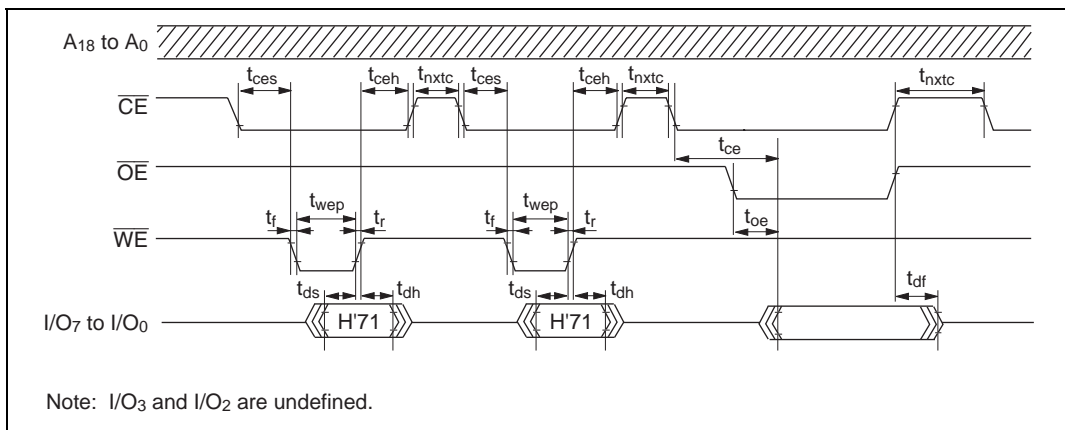 A18 to A0
tces tceh tnxtc tces tceh tnxtc tnxtc
CE
tce
OE
twep twep
tf tr tf tr toe
WE
tds tdh tds tdh tdf
I/O7 to I/O0 H'71 H'71
Note: I/O3 and I/O2 are undefined.